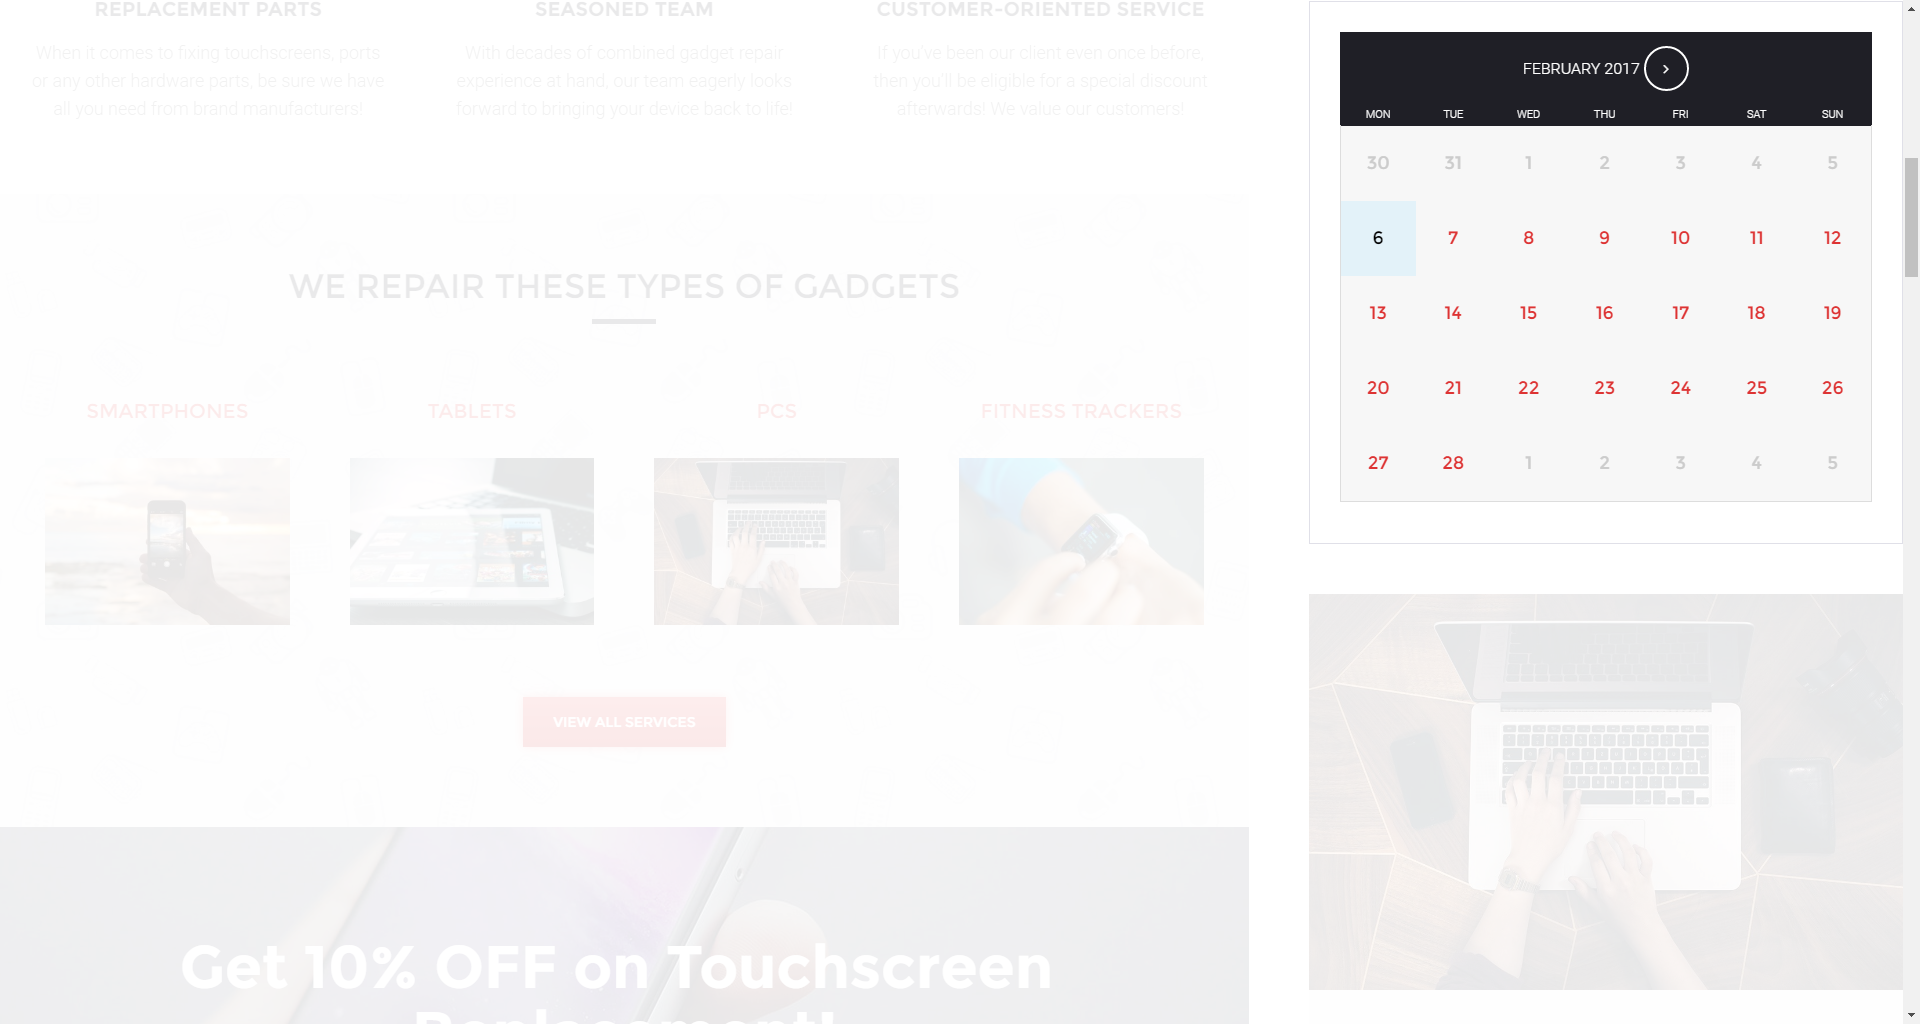 REPLACEMENT PARTS
When it comes to fixing touchscreens, ports
or any other hardware parts, be sure we have
all you need from brand manufacturers!
SEASONED TEAM
With decades of combined gadget repair
experience at hand, our team eagerly looks
forward to bringing your device back to life!
CUSTOMER-ORIENTED SERVICE
If you've been our client even once before,
then you'll be eligible for a special discount
afterwards! We value our customers!
WE REPAIR THESE TYPES OF GADGETS
SMARTPHONES
TABLETS
PCS
FITNESS TRACKERS
VIEW ALL SERVICES
Get 10% OFF on Touchscreen
Replacement!
FEBRUARY 2017
MON TUE WED THU FRI SAT SUN
30 31 1 2 3 4 5
6 7 8 9 10 11 12
13 14 15 16 17 18 19
20 21 22 23 24 25 26
27 28 1 2 3 4 5